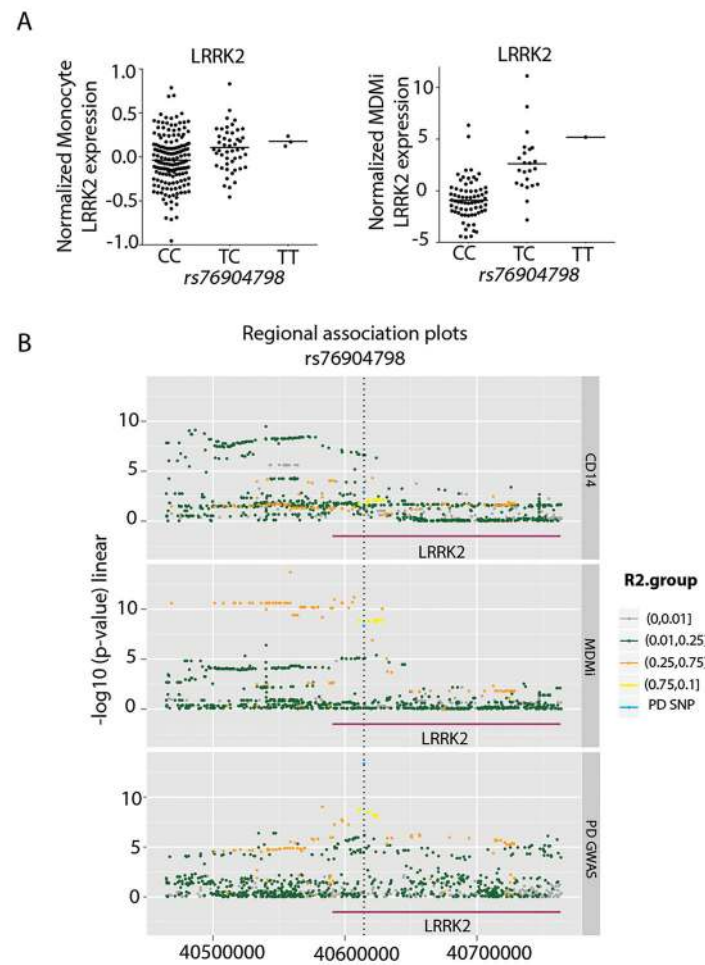 A
LRRK2
Normalized Monocyte
LRRK2 expression
1.0
0.5
0.0
-0.5
-1.0
CC TC TT
rs76904798
LRRK2
Normalized MDMi
LRRK2 expression
10
5
0
-5
CC TC TT
rs76904798
B
Regional association plots
rs76904798
-log10 (p-value) linear
10
5
0
LRRK2
CD14
10
5
0
LRRK2
MDMi
10
5
0
LRRK2
PD GWAS
40500000 40600000 40700000
R2.group
(0,0.01]
(0.01,0.25]
(0.25,0.75]
(0.75,0.1]
PD SNP